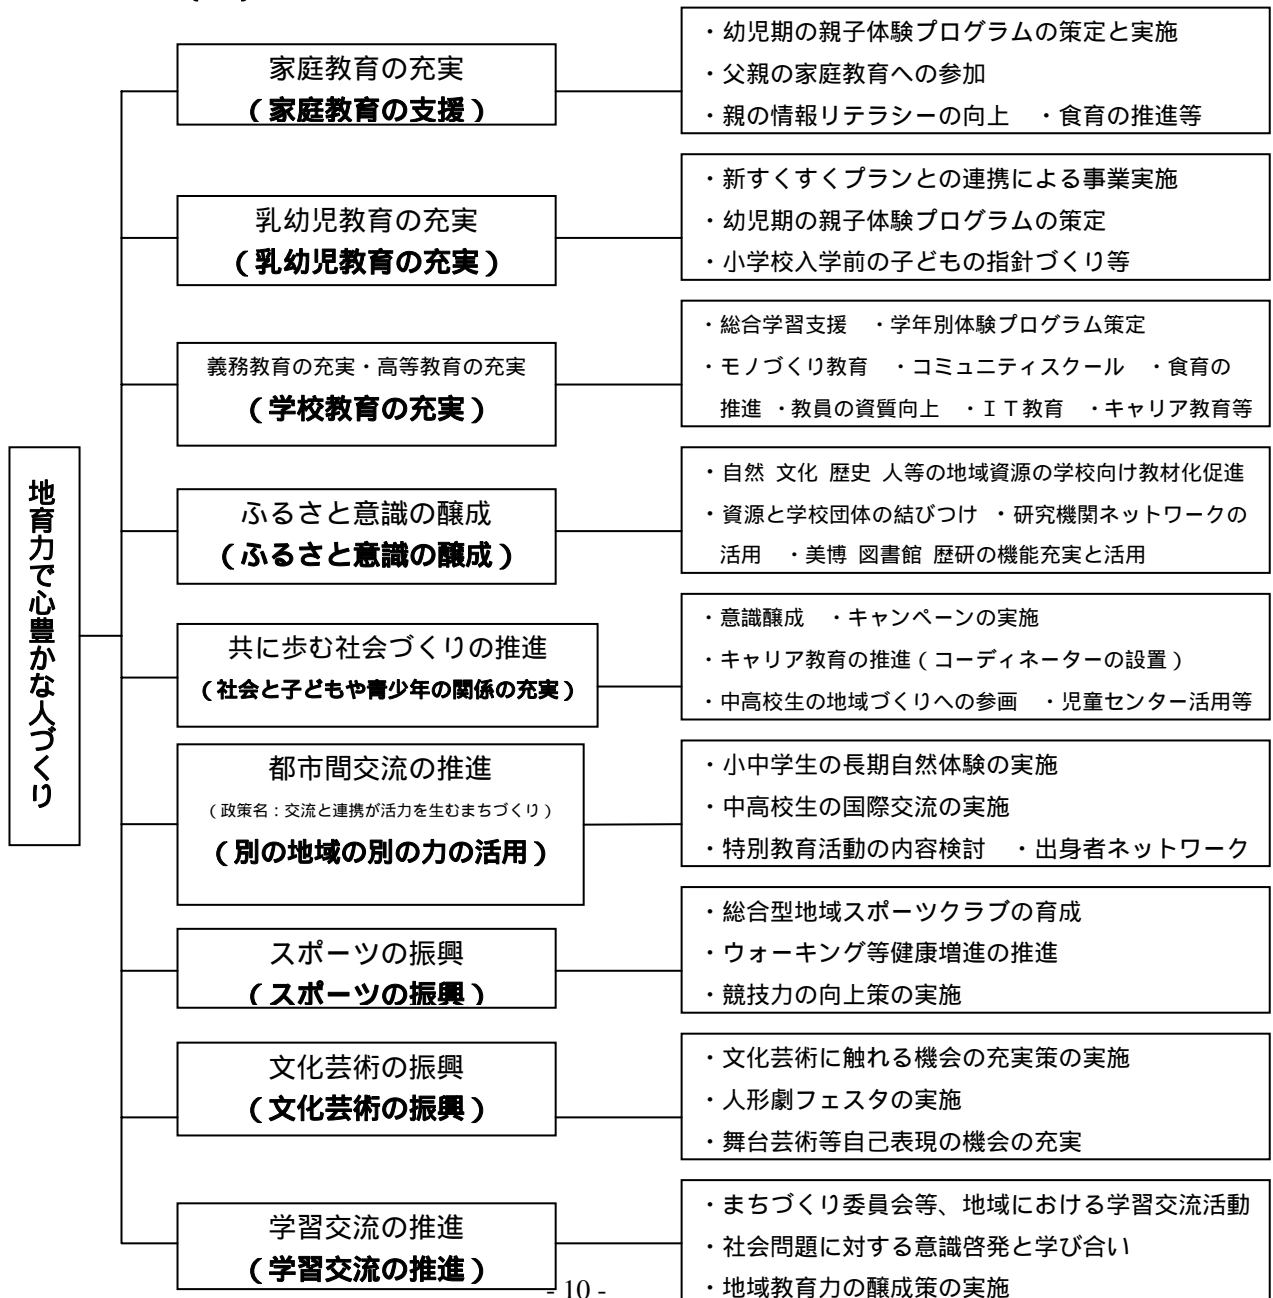 家庭教育の充実
（家庭教育の支援）
・幼児期の親子体験プログラムの策定と実施
・父親の家庭教育への参加
・親の情報リテラシーの向上　・食育の推進等
乳幼児教育の充実
（乳幼児教育の充実）
・新すくすくプランとの連携による事業実施
・幼児期の親子体験プログラムの策定
・小学校入学前の子どもの指針づくり等
義務教育の充実・高等教育の充実
（学校教育の充実）
・総合学習支援　・学年別体験プログラム策定
・モノづくり教育　・コミュニティスクール　・食育の
推進 ・教員の資質向上　・ＩＴ教育　・キャリア教育等
地育力で心豊かな人づくり
ふるさと意識の醸成
（ふるさと意識の醸成）
・自然 文化 歴史 人等の地域資源の学校向け教材化促進
・資源と学校団体の結びつけ ・研究機関ネットワークの
活用　・美博 図書館 歴研の機能充実と活用
共に歩む社会づくりの推進
（社会と子どもや青少年の関係の充実）
・意識醸成　・キャンペーンの実施
・キャリア教育の推進（コーディネーターの設置）
・中高校生の地域づくりへの参画　・児童センター活用等
都市間交流の推進
（政策名：交流と連携が活力を生むまちづくり）
（別の地域の別の力の活用）
・小中学生の長期自然体験の実施
・中高校生の国際交流の実施
・特別教育活動の内容検討　・出身者ネットワーク
スポーツの振興
（スポーツの振興）
・総合型地域スポーツクラブの育成
・ウォーキング等健康増進の推進
・競技力の向上策の実施
文化芸術の振興
（文化芸術の振興）
・文化芸術に触れる機会の充実策の実施
・人形劇フェスタの実施
・舞台芸術等自己表現の機会の充実
学習交流の推進
（学習交流の推進）
・まちづくり委員会等、地域における学習交流活動
・社会問題に対する意識啓発と学び合い
・地域教育力の醸成策の実施
- 10 -